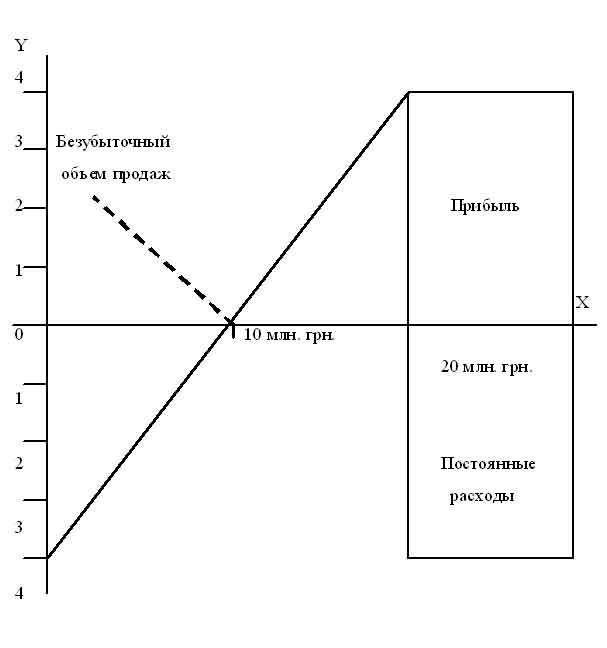 Y
4
Безубыточный
3
обьем продаж
2
Прибыль
1
X
0
10 млн. грн.
20 млн. грн.
1
2
Постоянные
расходы
3
4